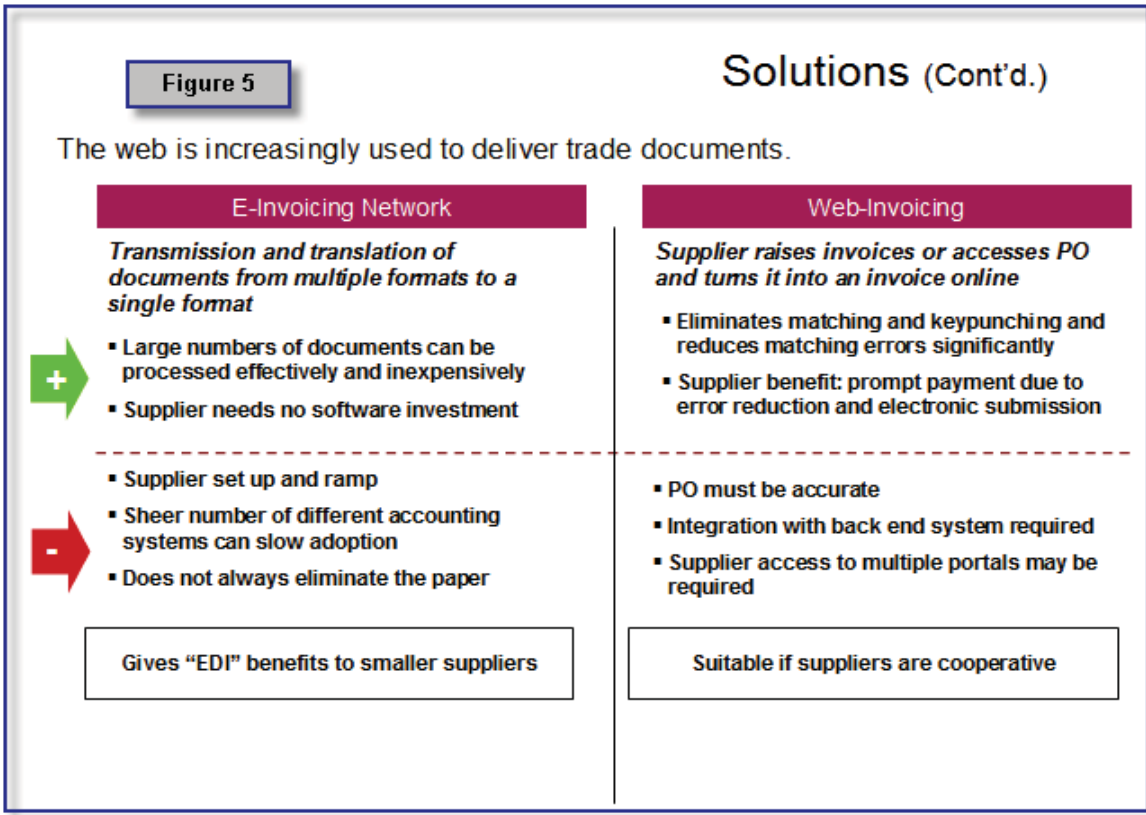 Figure 5
Solutions (Cont’d.)
The web is increasingly used to deliver trade documents.
E-Invoicing Network
Transmission and translation of
documents from multiple formats to a
single format
+
▪ Large numbers of documents can be
processed effectively and inexpensively
▪ Supplier needs no software investment
-
▪ Supplier set up and ramp
▪ Sheer number of different accounting
systems can slow adoption
▪ Does not always eliminate the paper
Gives “EDI” benefits to smaller suppliers
Web-Invoicing
Supplier raises invoices or accesses PO
and turns it into an invoice online
▪ Eliminates matching and keypunching and
reduces matching errors significantly
▪ Supplier benefit: prompt payment due to
error reduction and electronic submission
▪ PO must be accurate
▪ Integration with back end system required
▪ Supplier access to multiple portals may be
required
Suitable if suppliers are cooperative